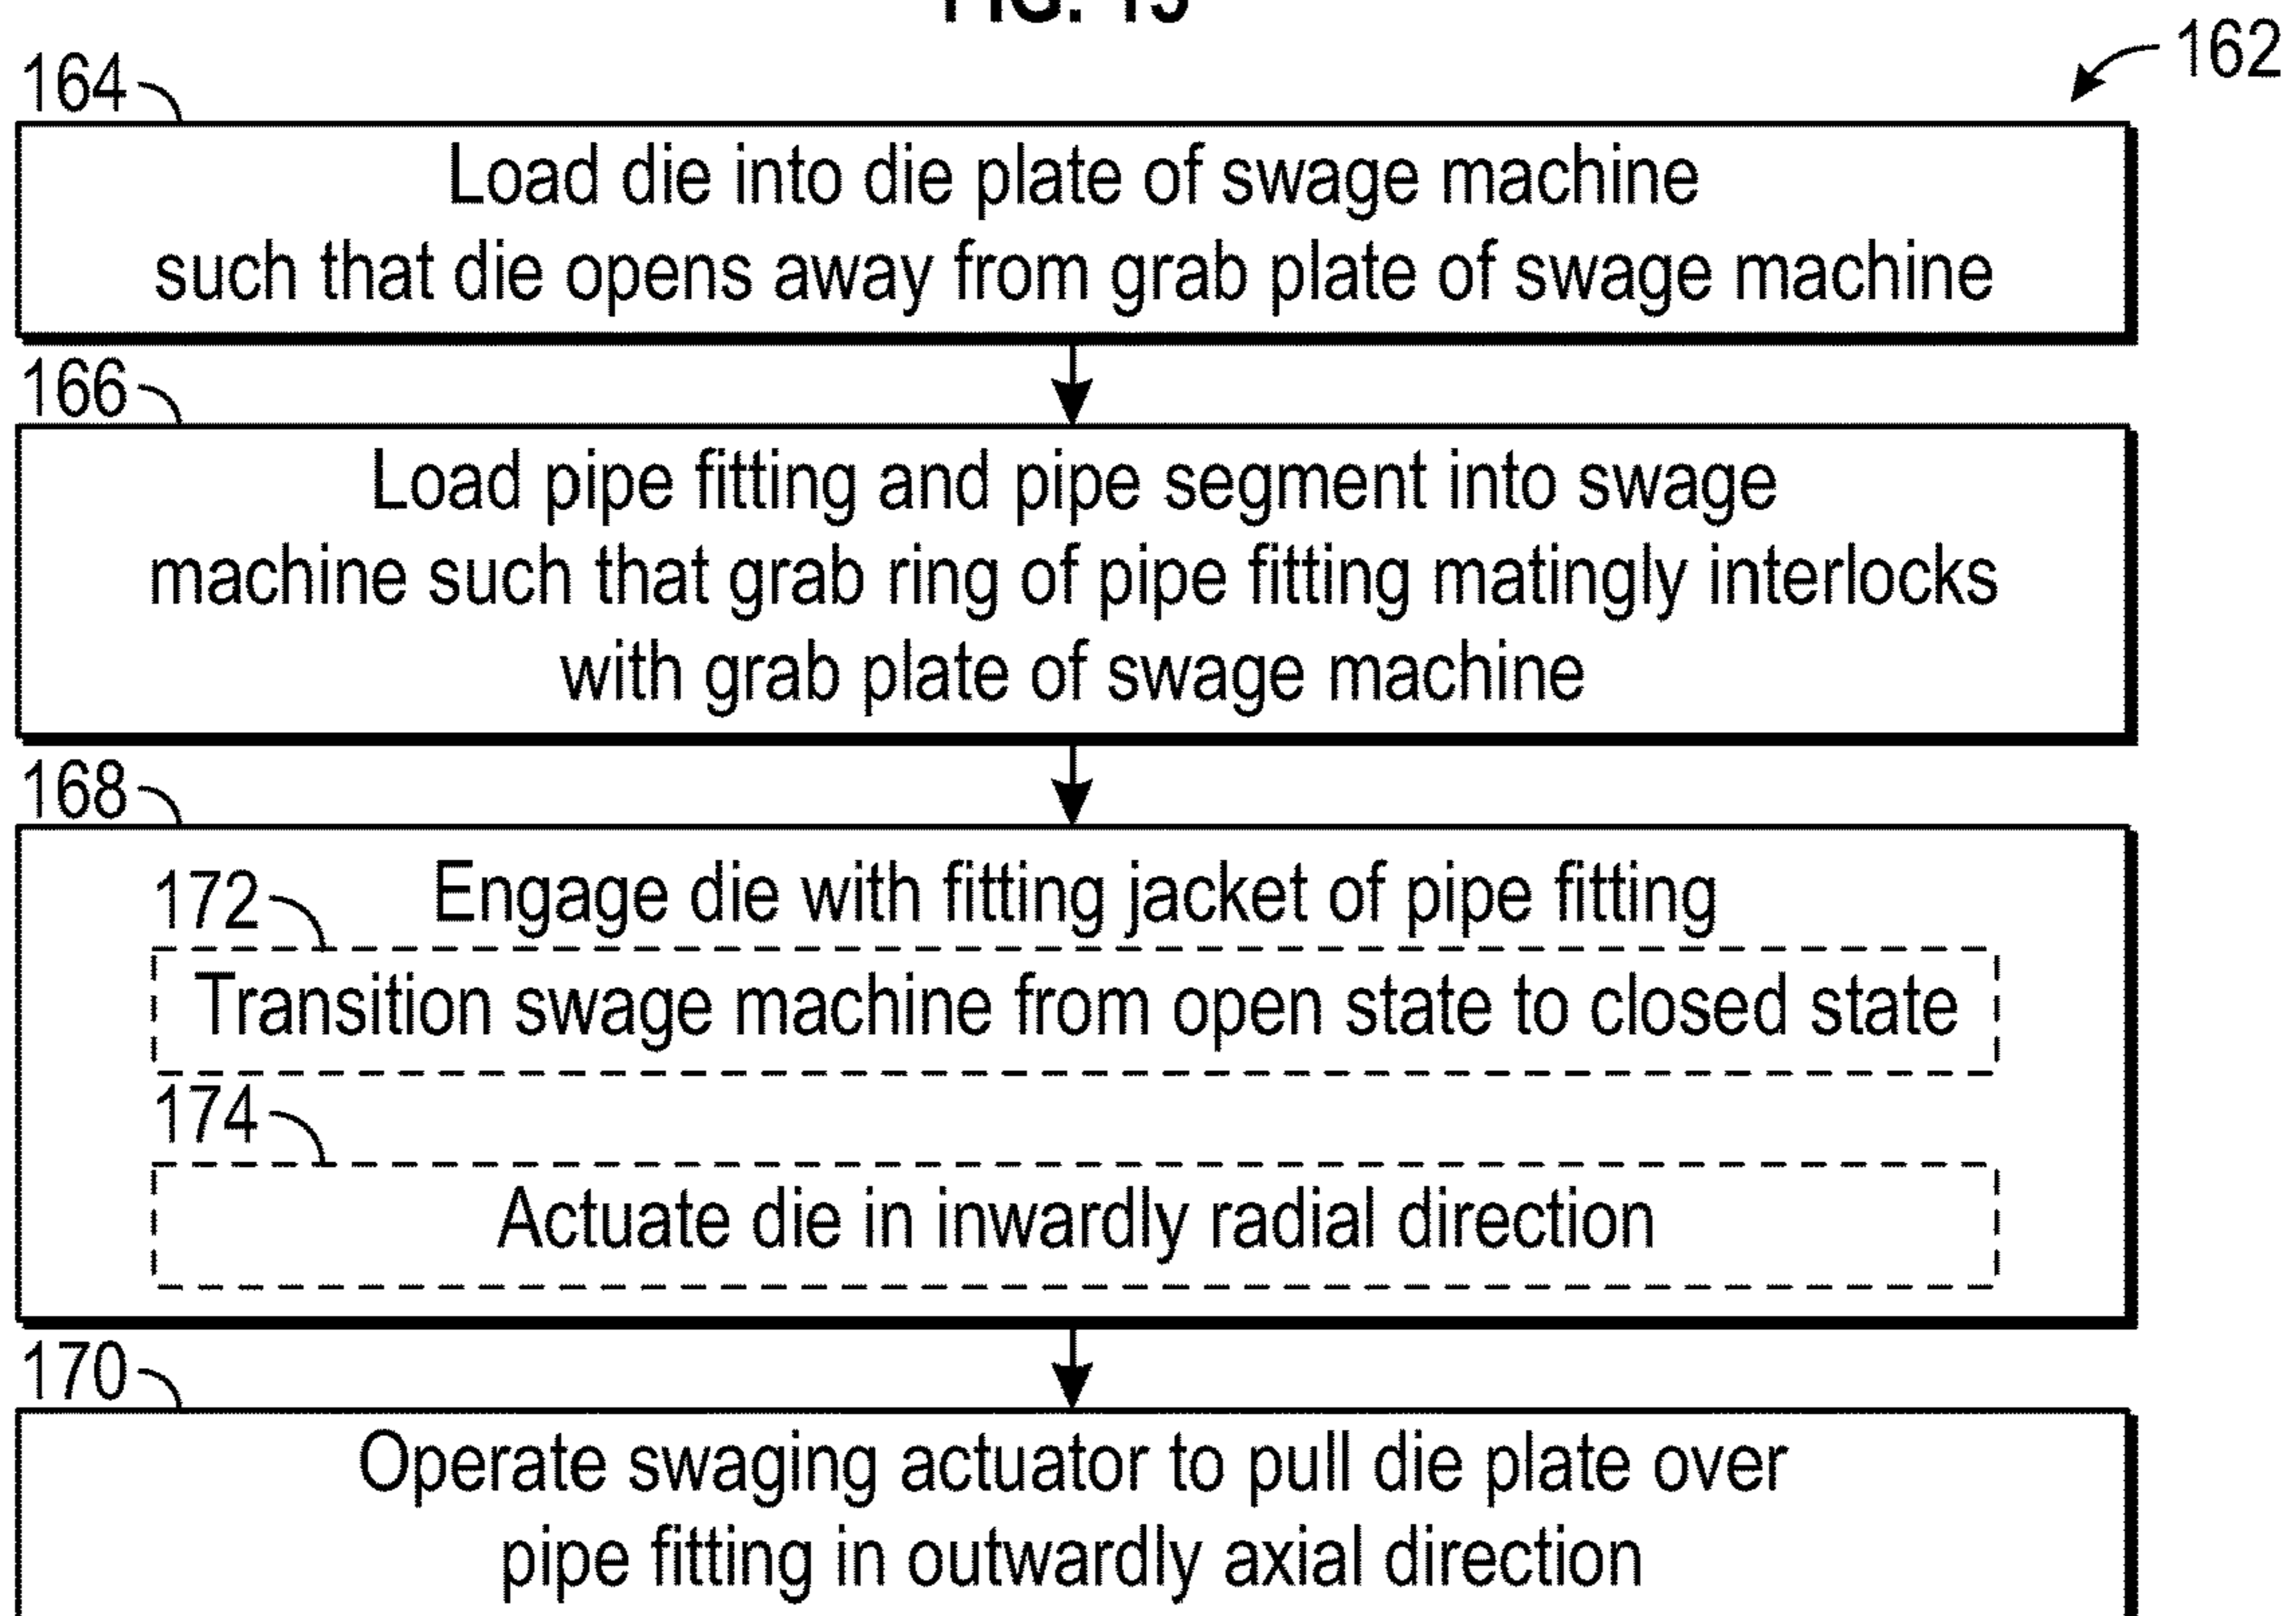 162
164
Load die into die plate of swage machine
such that die opens away from grab plate of swage machine
166
Load pipe fitting and pipe segment into swage
machine such that grab ring of pipe fitting matingly interlocks
with grab plate of swage machine
168
Engage die with fitting jacket of pipe fitting
172
Transition swage machine from open state to closed state
174
Actuate die in inwardly radial direction
170
Operate swaging actuator to pull die plate over
pipe fitting in outwardly axial direction